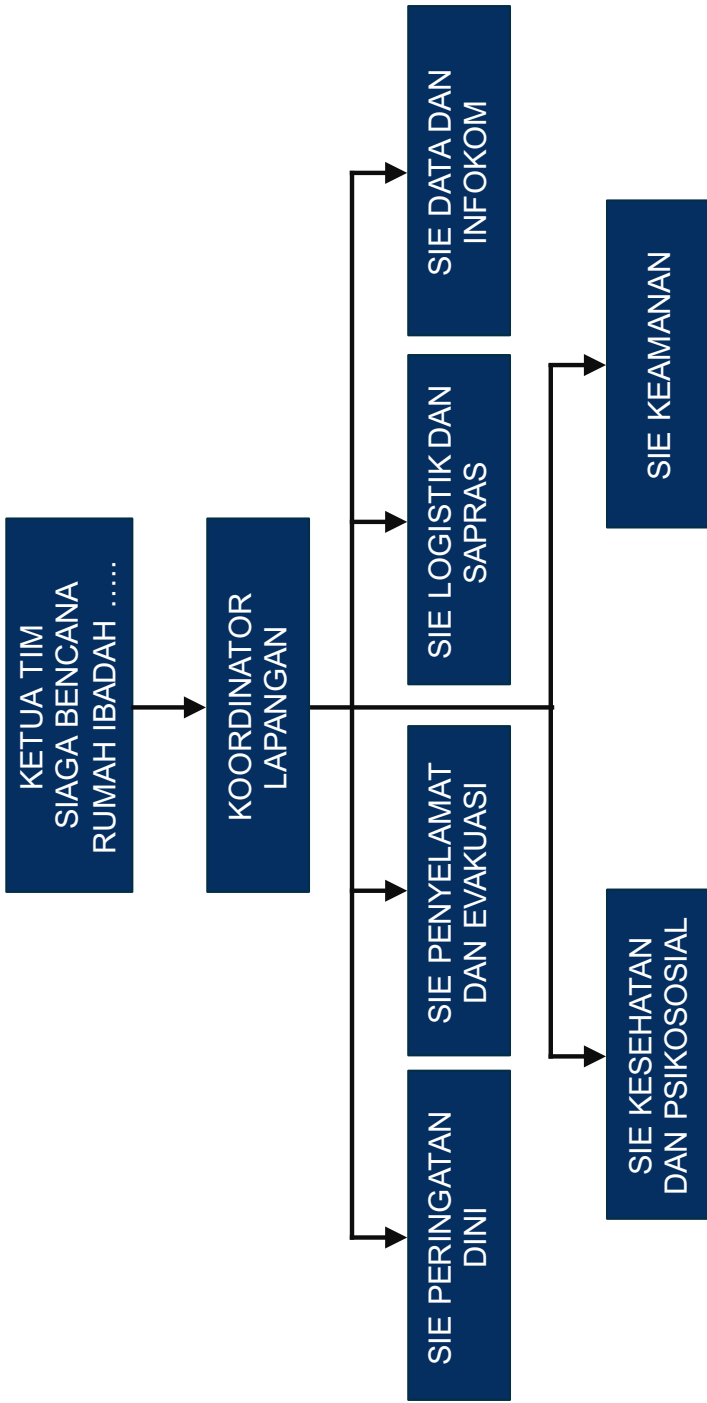 KETUA TIM
SIAGA BENCANA
RUMAH IBADAH .....
KOORDINATOR
LAPANGAN
SIE PERINGATAN
DINI
SIE PENYELAMAT
DAN EVAKUASI
SIE LOGISTIK DAN
SAPRAS
SIE DATA DAN
INFOKOM
SIE KESEHATAN
DAN PSIKOSOSIAL
SIE KEAMANAN